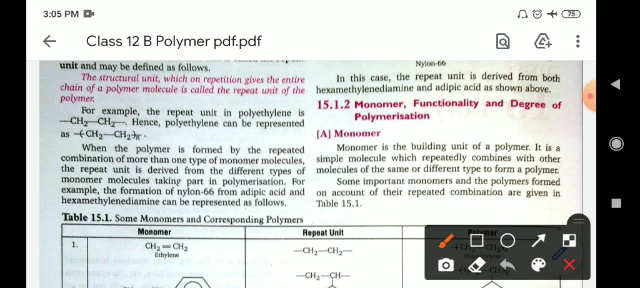 3:05 PM
75
Class 12 B Polymer pdf.pdf
unit and may be defined as follows.
The structural unit, which on repetition gives the entire
chain of a polymer molecule is called the repeat unit of the
polymer.
For example, the repeat unit in polyethylene is
—CH₂—CH₂—. Hence, polyethylene can be represented
as
When the polymer is formed by the repeated
combination of more than one type of monomer molecules,
the repeat unit is derived from the different types of
monomer molecules taking part in polymerisation. For
example, the formation of nylon-66 from adipic acid and
hexamethylenediamine can be represented as follows.
Nylon-66
In this case, the repeat unit is derived from both
hexamethylenediamine and adipic acid as shown above.
15.1.2 Monomer, Functionality and Degree of
Polymerisation
[A] Monomer
Monomer is the building unit of a polymer. It is a
simple molecule which repeatedly combines with other
molecules of the same or different type to form a polymer.
Some important monomers and the polymers formed
on account of their repeated combination are given in
Table 15.1.
Table 15.1. Some Monomers and Corresponding Polymers
Monomer Repeat Unit Polymer
1. CH₂=CH₂ —CH₂—CH₂—
Ethylene
—CH₂—CH—